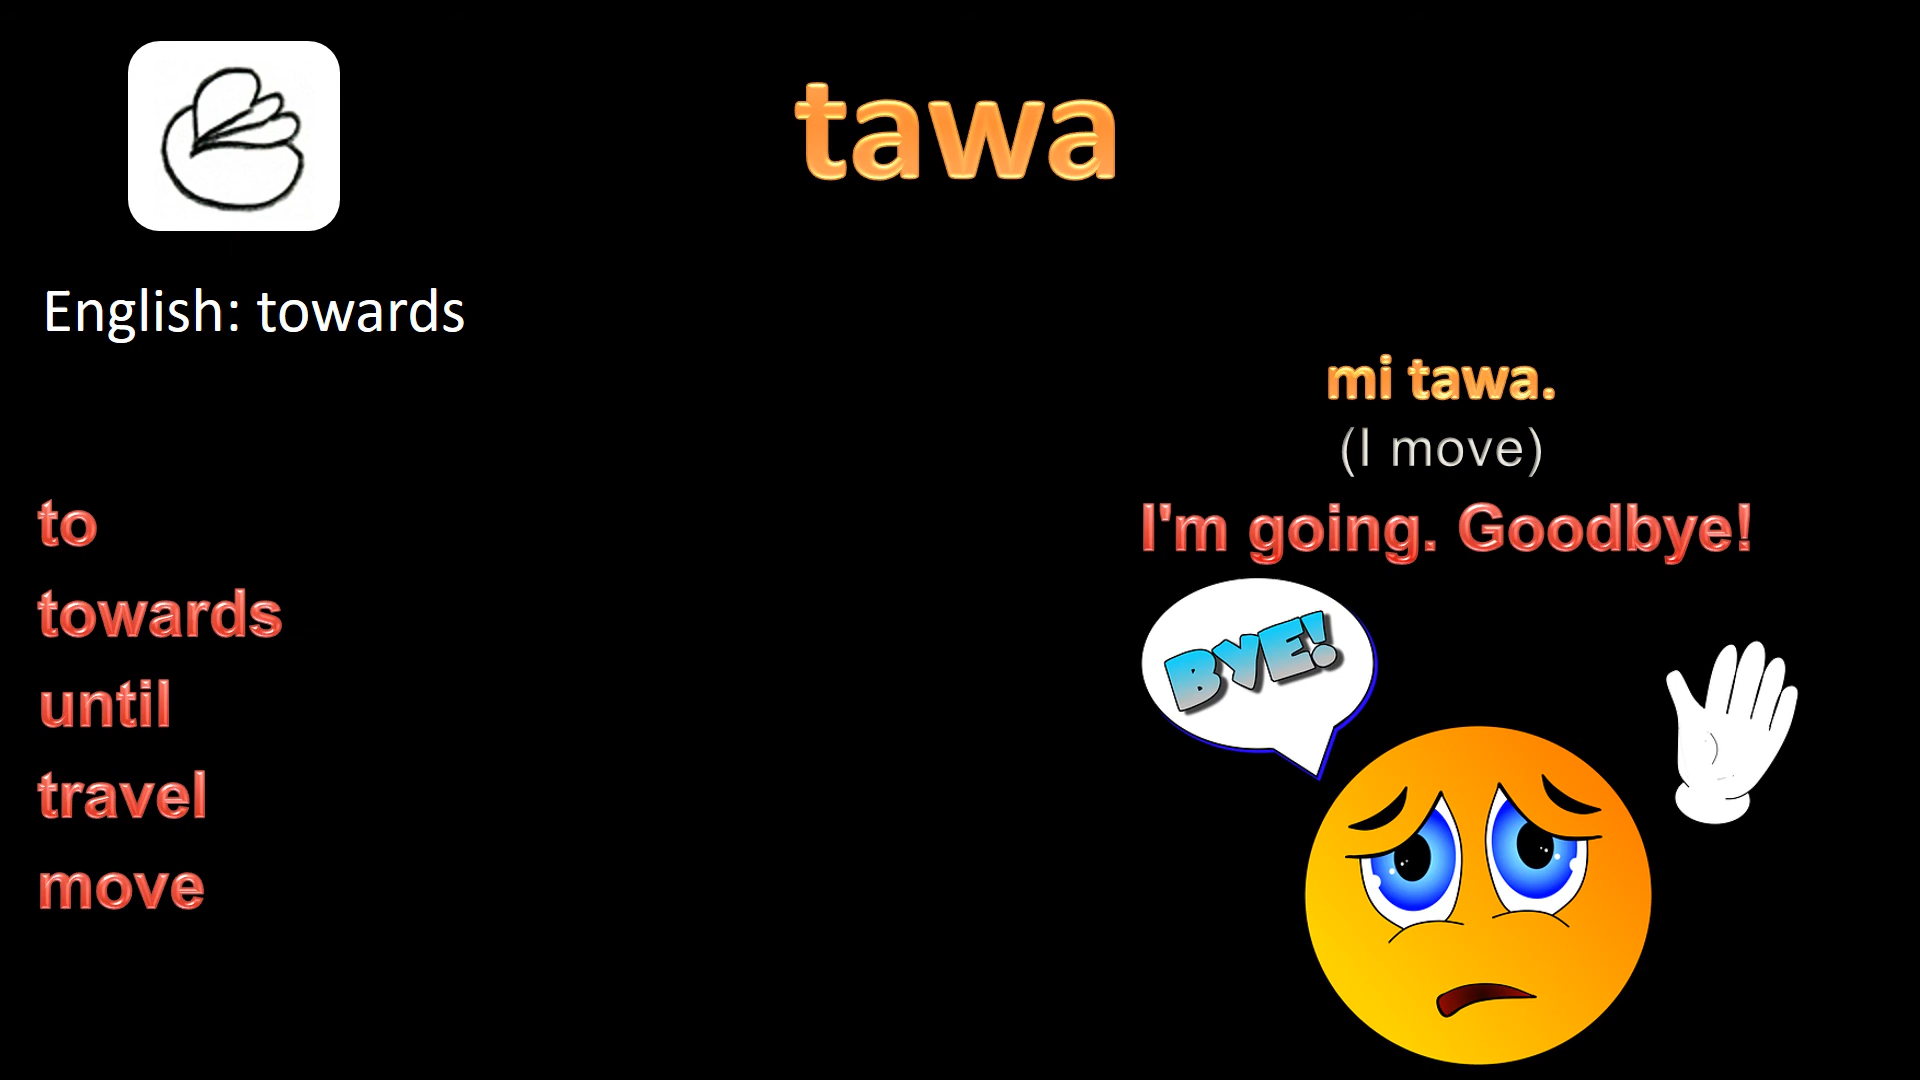 tawa
English: towards
to
towards
until
travel
move
mi tawa.
(I move)
I'm going. Goodbye!
BYE!